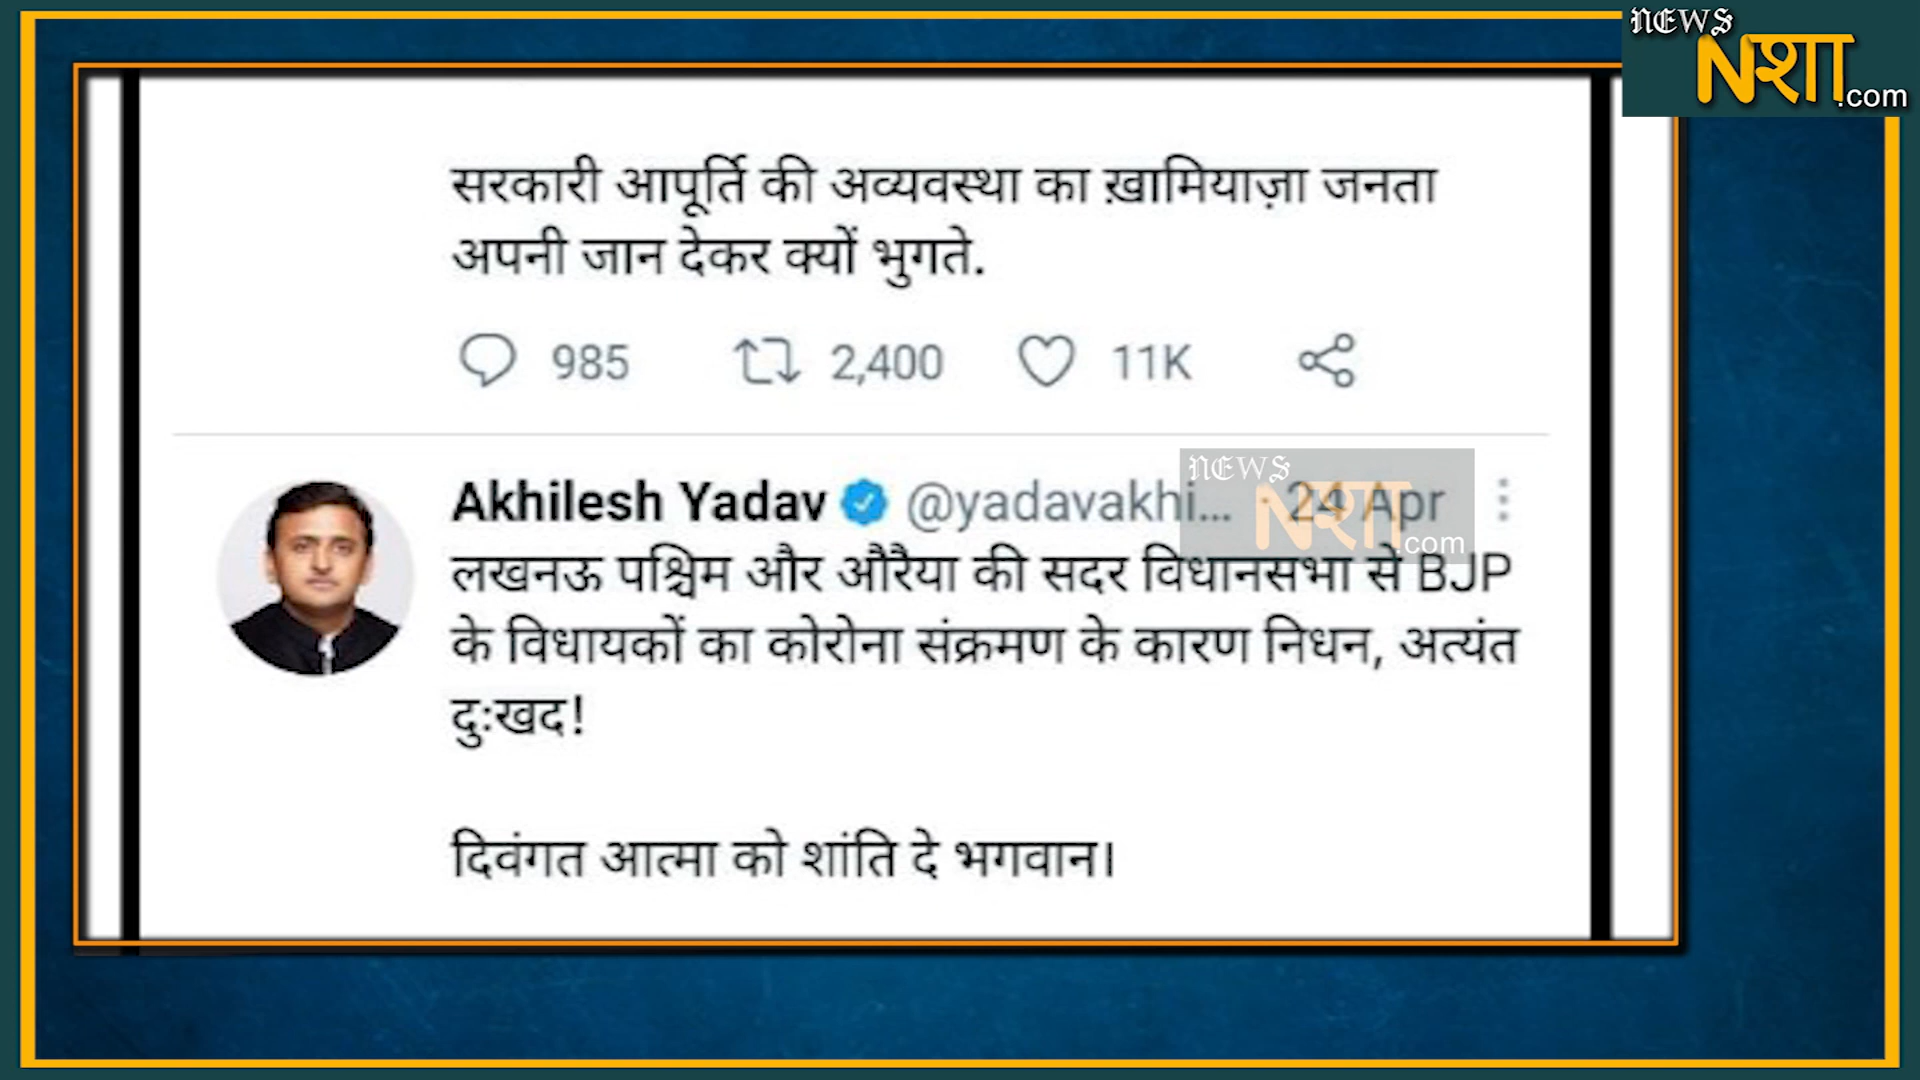 NEWS
Nशा.com
सरकारी आपूर्ति की अव्यवस्था का ख़ामियाज़ा जनता
अपनी जान देकर क्यों भुगते.
985 2,400 11K
Akhilesh Yadav @yadavakhi... · 24 Apr
NEWS
Nशा.com
लखनऊ पश्चिम और औरैया की सदर विधानसभा से BJP
के विधायकों का कोरोना संक्रमण के कारण निधन, अत्यंत
दुःखद!
दिवंगत आत्मा को शांति दे भगवान।